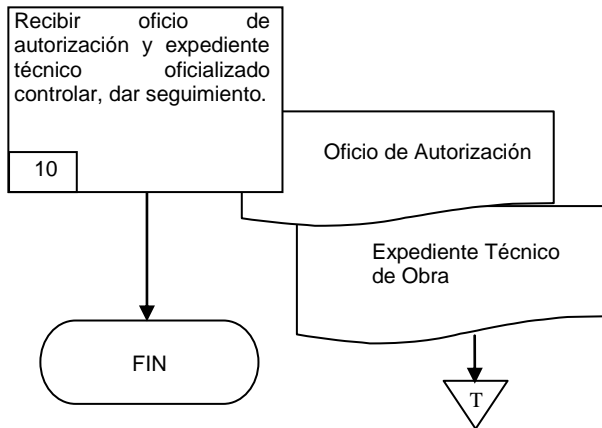 Recibir oficio de
autorización y expediente
técnico oficializado
controlar, dar seguimiento.
10
Oficio de Autorización
Expediente Técnico
de Obra
FIN
T